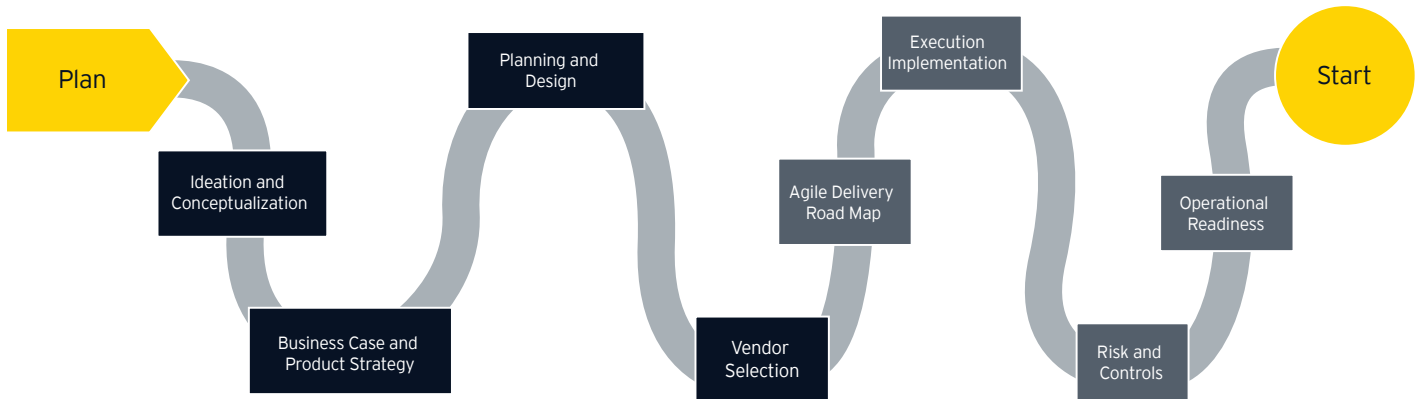 Plan
Ideation and
Conceptualization
Business Case and
Product Strategy
Planning and
Design
Vendor
Selection
Agile Delivery
Road Map
Execution
Implementation
Risk and
Controls
Operational
Readiness
Start